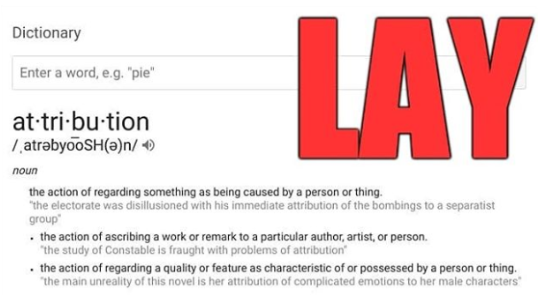 Dictionary
LAY
Enter a word, e.g. "pie"
at·tri·bu·tion
/ˌatrəbyo͞oSH(ə)n/
noun
the action of regarding something as being caused by a person or thing.
"the electorate was disillusioned with his immediate attribution of the bombings to a separatist
group"
• the action of ascribing a work or remark to a particular author, artist, or person.
"the study of Constable is fraught with problems of attribution"
• the action of regarding a quality or feature as characteristic of or possessed by a person or thing.
"the main unreality of this novel is her attribution of complicated emotions to her male characters"